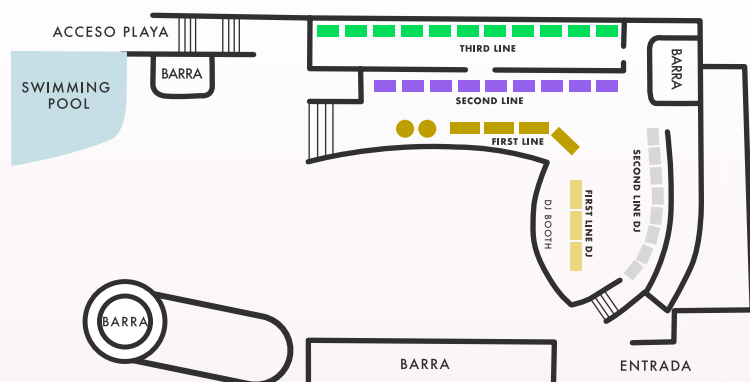 ACCESO PLAYA
THIRD LINE
BARRA
BARRA
SWIMMING
POOL
SECOND LINE
FIRST LINE
SECOND LINE DJ
FIRST LINE DJ
DJ BOOTH
BARRA
BARRA
ENTRADA